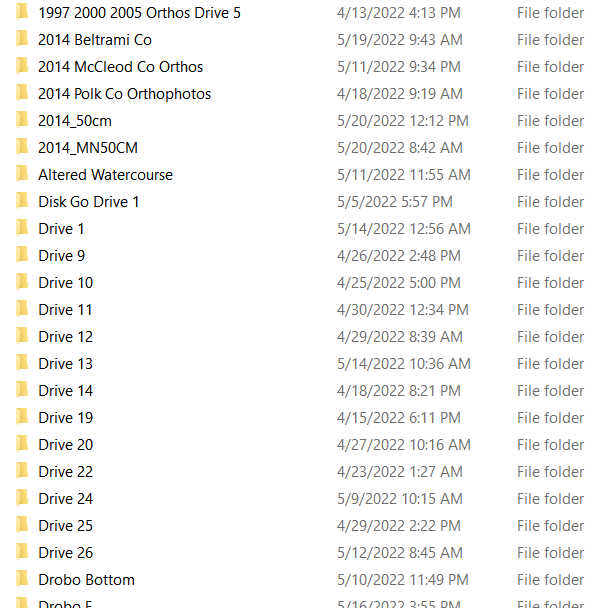 1997 2000 2005 Orthos Drive 5 4/13/2022 4:13 PM File folder
2014 Beltrami Co 5/19/2022 9:43 AM File folder
2014 McCleod Co Orthos 5/11/2022 9:34 PM File folder
2014 Polk Co Orthophotos 4/18/2022 9:19 AM File folder
2014_50cm 5/20/2022 12:12 PM File folder
2014_MN50CM 5/20/2022 8:42 AM File folder
Altered Watercourse 5/11/2022 11:55 AM File folder
Disk Go Drive 1 5/5/2022 5:57 PM File folder
Drive 1 5/14/2022 12:56 AM File folder
Drive 9 4/26/2022 2:48 PM File folder
Drive 10 4/25/2022 5:00 PM File folder
Drive 11 4/30/2022 12:34 PM File folder
Drive 12 4/29/2022 8:39 AM File folder
Drive 13 5/14/2022 10:36 AM File folder
Drive 14 4/18/2022 8:21 PM File folder
Drive 19 4/15/2022 6:11 PM File folder
Drive 20 4/27/2022 10:16 AM File folder
Drive 22 4/23/2022 1:27 AM File folder
Drive 24 5/9/2022 10:15 AM File folder
Drive 25 4/29/2022 2:22 PM File folder
Drive 26 5/12/2022 8:45 AM File folder
Drobo Bottom 5/10/2022 11:49 PM File folder
Drobo 5/16/2022 3:55 PM File folder